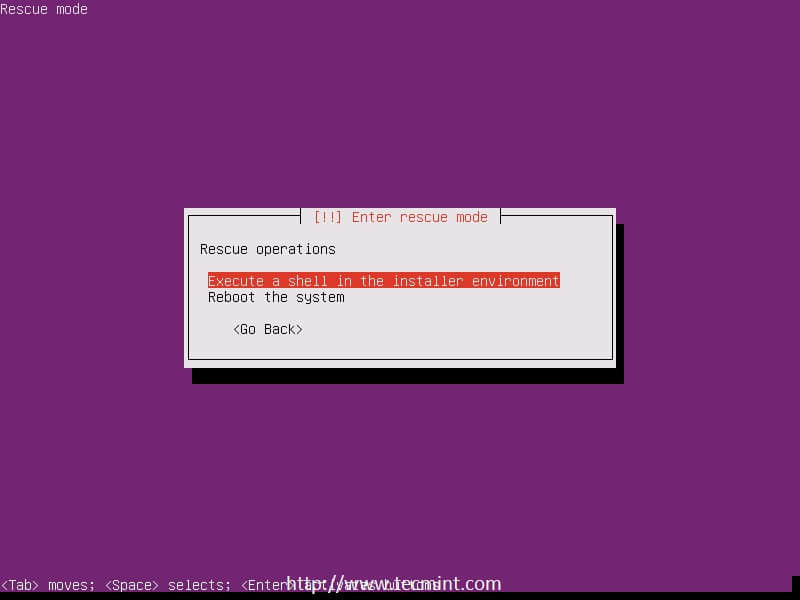 Rescue mode
[!!] Enter rescue mode
Rescue operations
Execute a shell in the installer environment
Reboot the system
<Go Back>
<Tab> moves; <Space> selects; <Enter>
http://www.tecmint.com